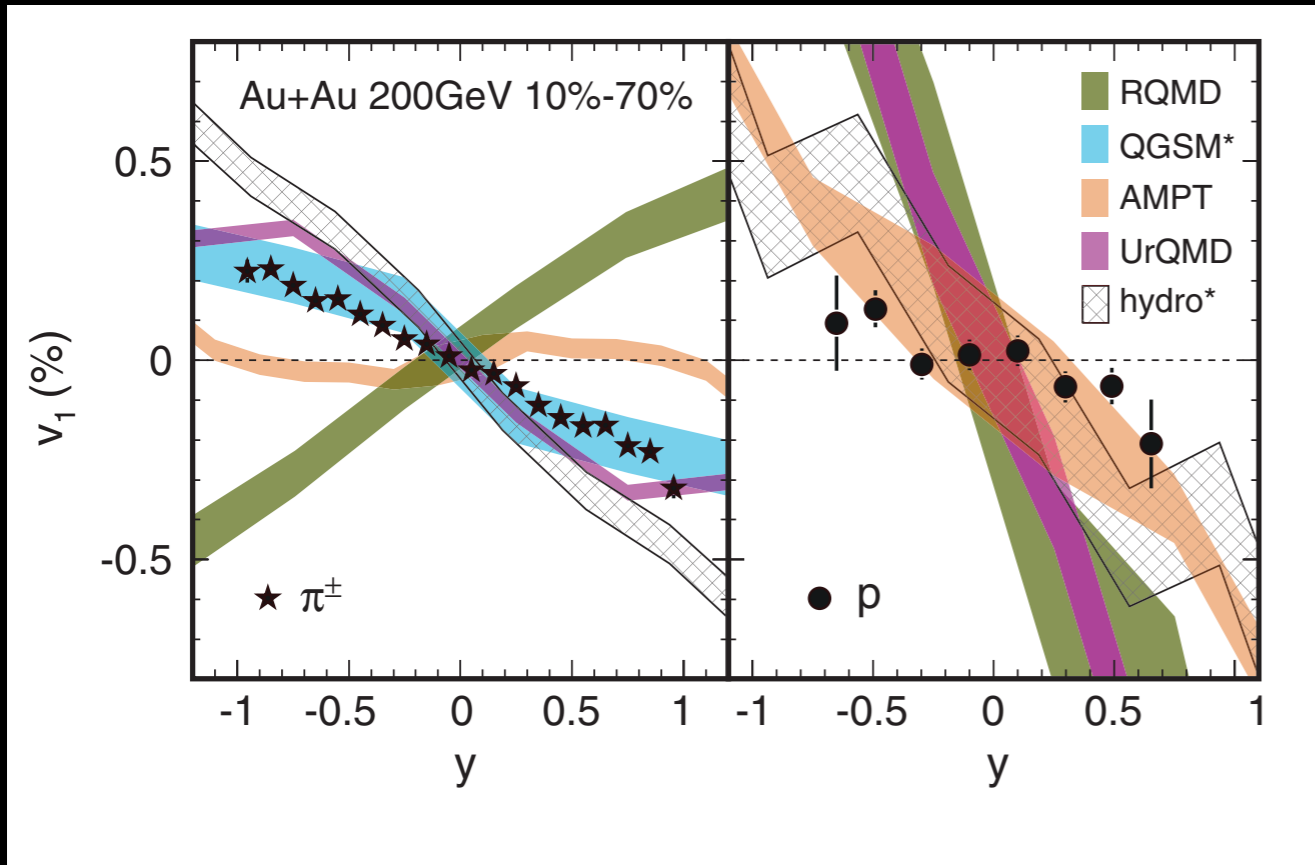 Au+Au 200GeV 10%-70%
RQMD
QGSM*
AMPT
UrQMD
hydro*
0.5
0
-0.5
v₁ (%)
π±
p
-1 -0.5 0 0.5 1
-1 -0.5 0 0.5 1
y
y